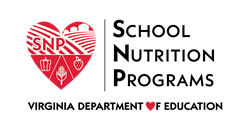 SNP
SCHOOL
NUTRITION
PROGRAMS
VIRGINIA DEPARTMENT OF EDUCATION